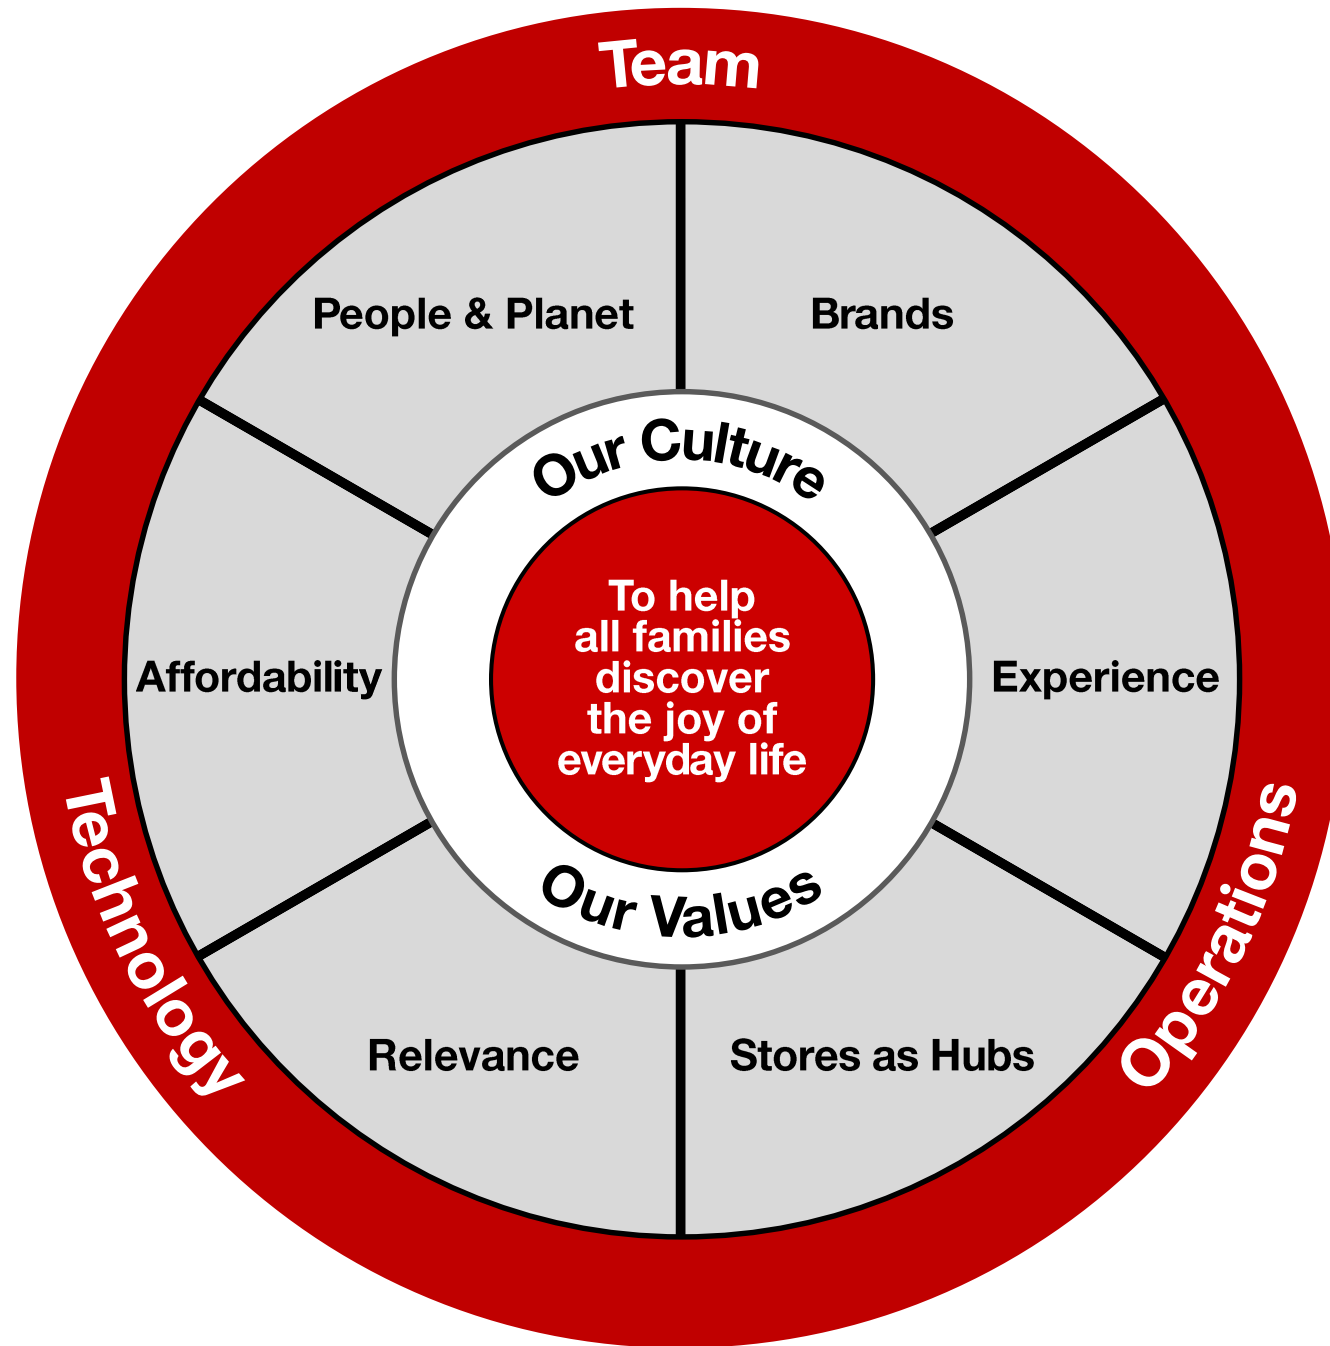 Team
People & Planet
Brands
Our Culture
To help
all families
discover
the joy of
everyday life
Affordability
Experience
Our Values
Technology
Operations
Relevance
Stores as Hubs